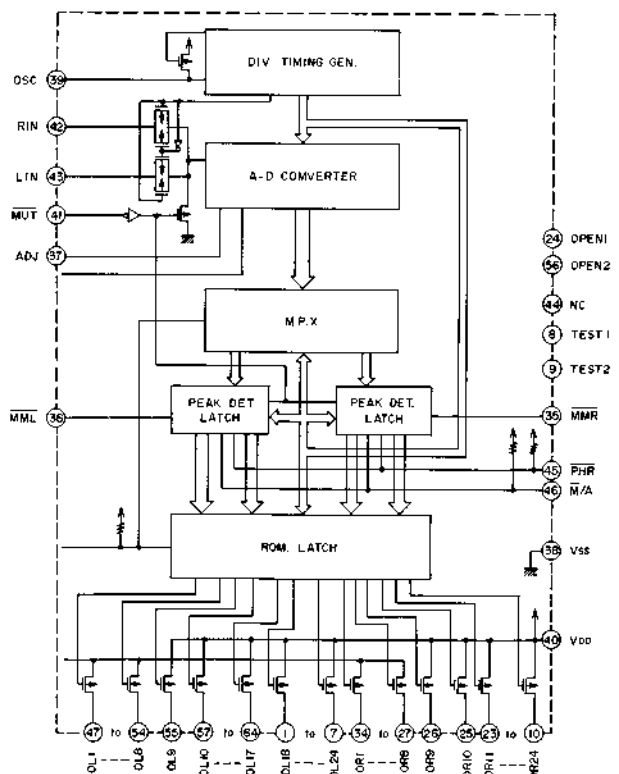 DIV. TIMING GEN.
OSC 39
RIN 42
LIN 43
A-D COMVERTER
MUT 41
ADJ 37
24 OPEN1
56 OPEN2
44 NC
8 TEST1
9 TEST2
M.P.X
PEAK DET.
LATCH
PEAK DET.
LATCH
MML 36
35 MMR
45 PHR
46 M/A
ROM. LATCH
38 VSS
40 VDD
47 to 54 55 57 to 64 1 to 7 34 to 27 26 25 23 to 10
OL1 OL8 OL9 OL10 OL17 OL18 OL24 OR1 OR8 OR9 OR10 OR11 OR24